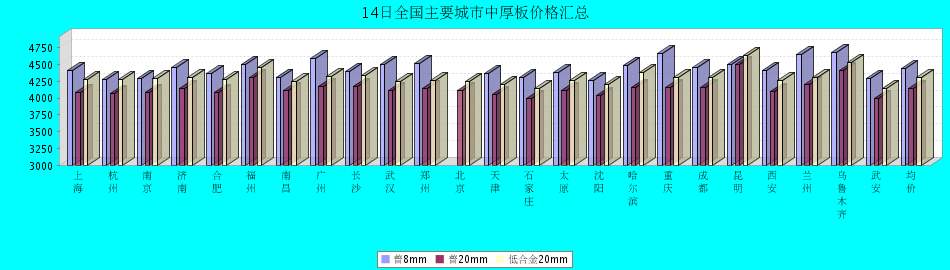 14日全国主要城市中厚板价格汇总
4750
4500
4250
4000
3750
3500
3250
3000
上海 杭州 南京 济南 合肥 福州 南昌 广州 长沙 武汉 郑州 北京 天津 石家庄 太原 沈阳 哈尔滨 重庆 成都 昆明 西安 兰州 乌鲁木齐 武安 均价
普8mm 普20mm 低合金20mm